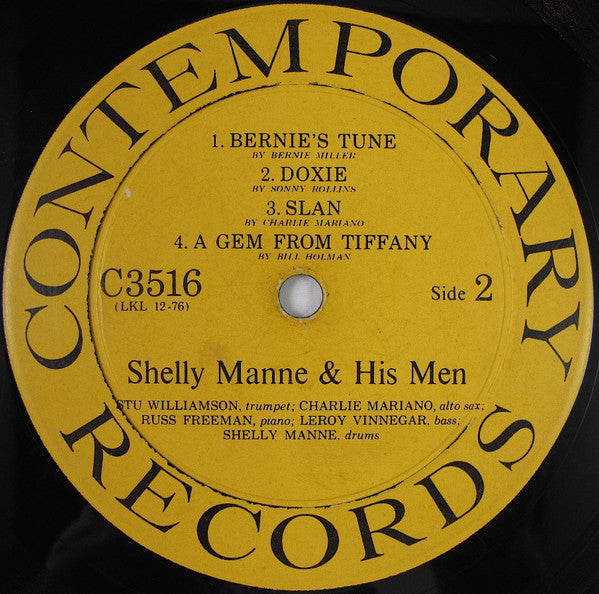 CONTEMPORARY
1. BERNIE'S TUNE
BY BERNIE MILLER
2. DOXIE
BY SONNY ROLLINS
3. SLAN
BY CHARLIE MARIANO
4. A GEM FROM TIFFANY
BY BILL HOLMAN
C3516
(LKL 12-76)
Side 2
Shelly Manne & His Men
STU WILLIAMSON, trumpet; CHARLIE MARIANO, alto sax;
RUSS FREEMAN, piano; LEROY VINNEGAR, bass;
SHELLY MANNE, drums
RECORDS